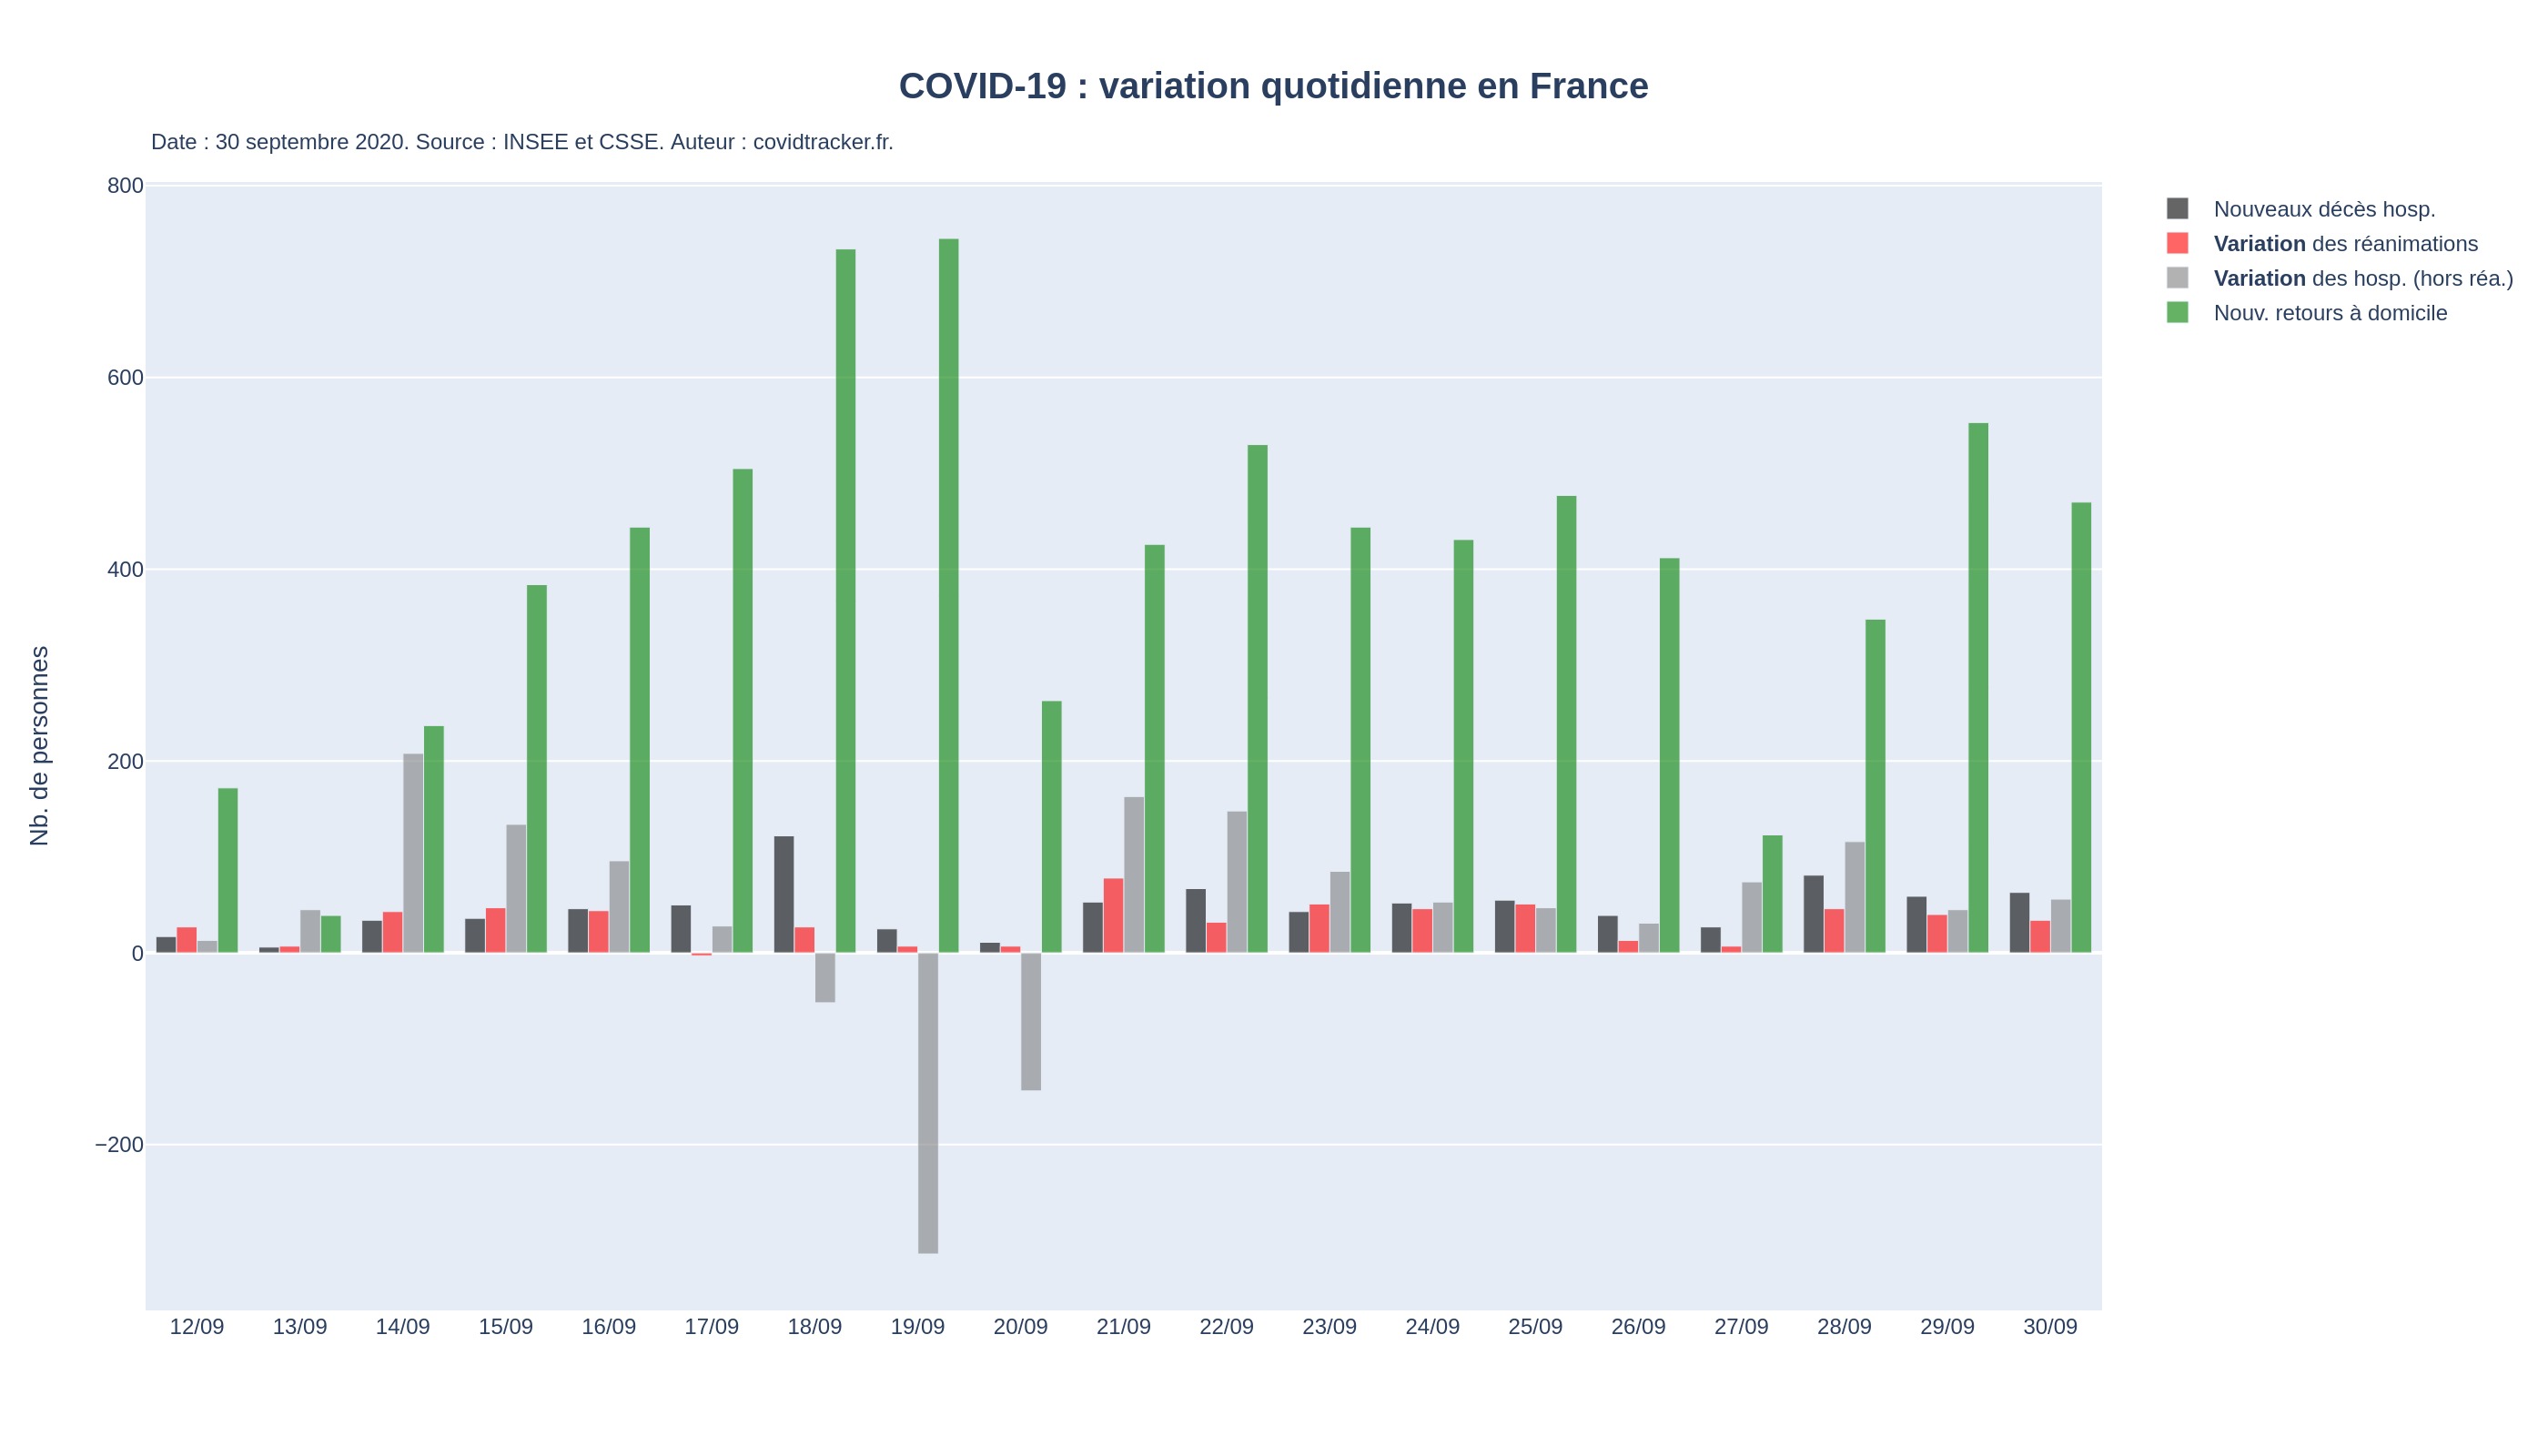 COVID-19 : variation quotidienne en France
Date : 30 septembre 2020. Source : INSEE et CSSE. Auteur : covidtracker.fr.
Nb. de personnes
800
600
400
200
0
−200
12/09 13/09 14/09 15/09 16/09 17/09 18/09 19/09 20/09 21/09 22/09 23/09 24/09 25/09 26/09 27/09 28/09 29/09 30/09
Nouveaux décès hosp.
Variation des réanimations
Variation des hosp. (hors réa.)
Nouv. retours à domicile